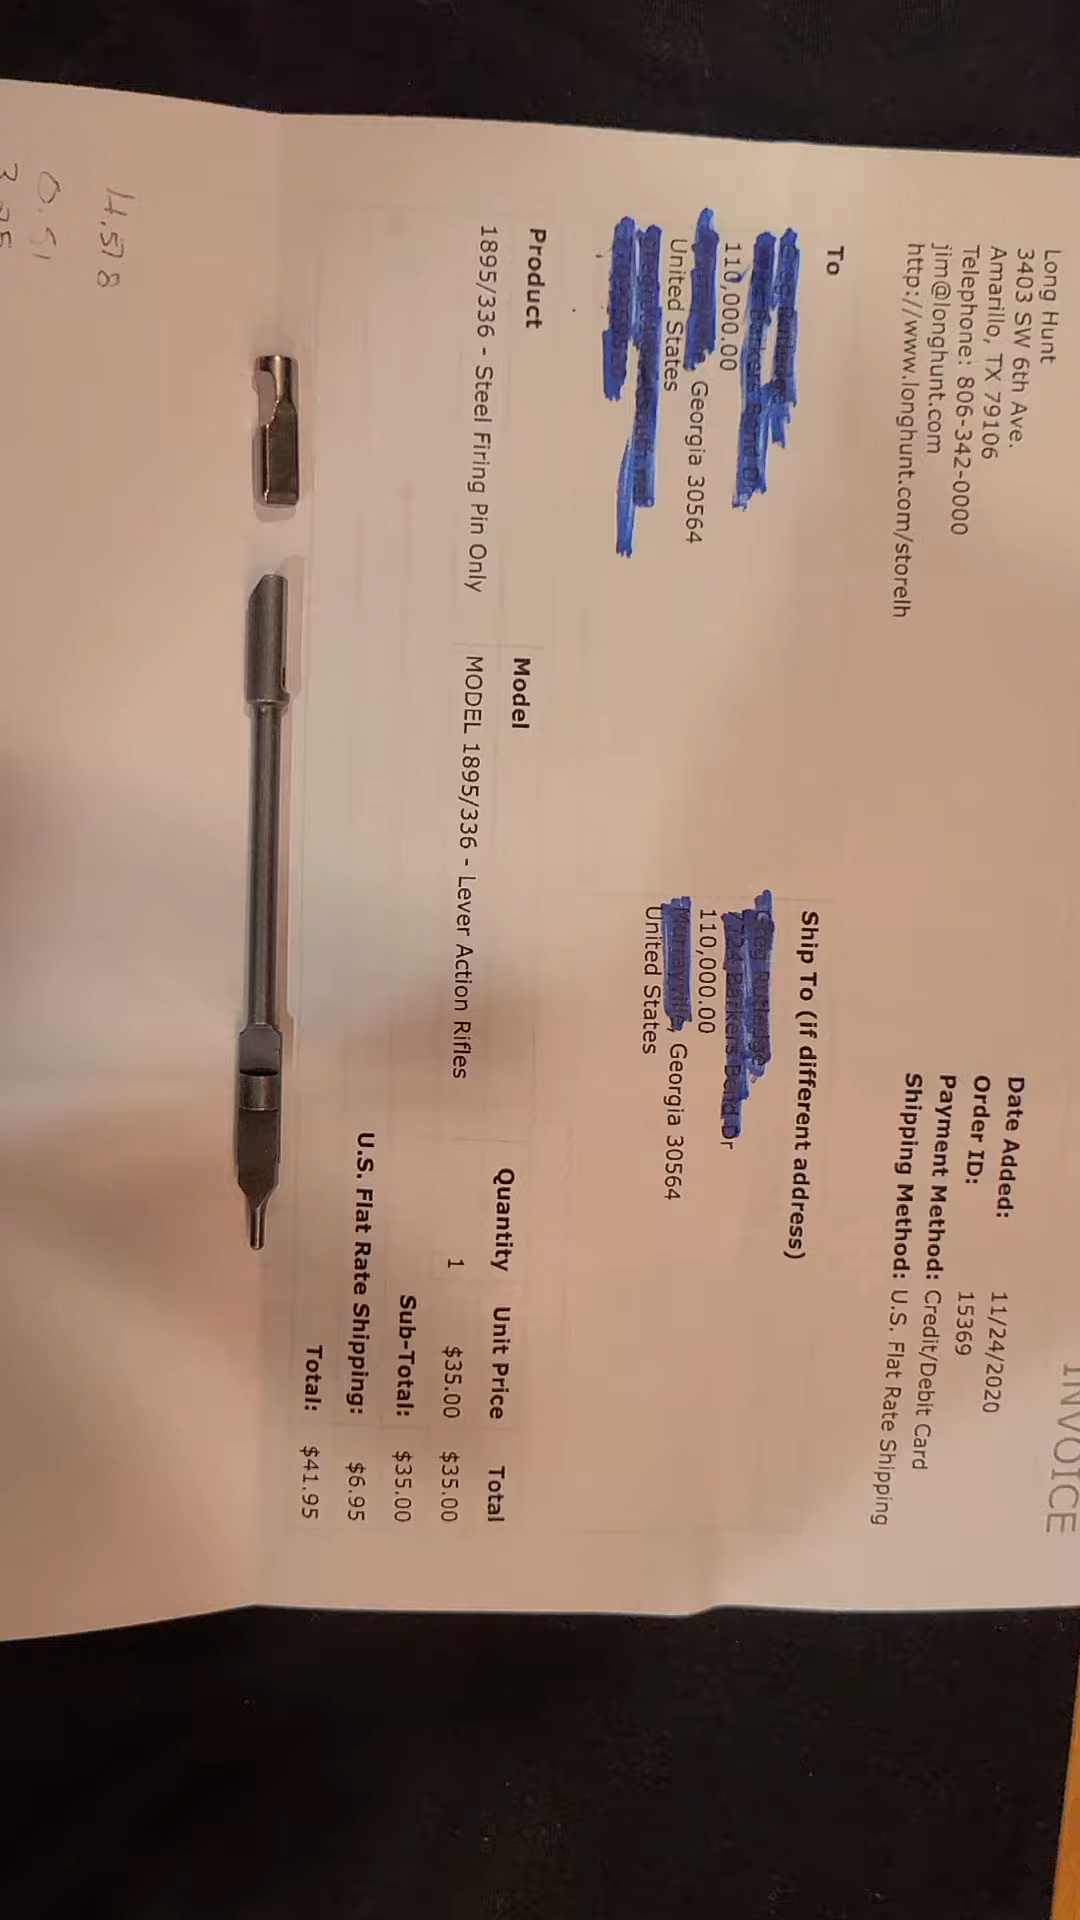 INVOICE
Long Hunt
3403 SW 6th Ave.
Amarillo, TX 79106
Telephone: 806-342-0000
jim@longhunt.com
http://www.longhunt.com/storelh
Date Added: 11/24/2020
Order ID: 15369
Payment Method: Credit/Debit Card
Shipping Method: U.S. Flat Rate Shipping
To
110,000.00
, Georgia 30564
United States
Ship To (if different address)
110,000.00
, Georgia 30564
United States
Product Model Quantity Unit Price Total
1895/336 - Steel Firing Pin Only MODEL 1895/336 - Lever Action Rifles 1 $35.00 $35.00
Sub-Total: $35.00
U.S. Flat Rate Shipping: $6.95
Total: $41.95
4.578
0.51